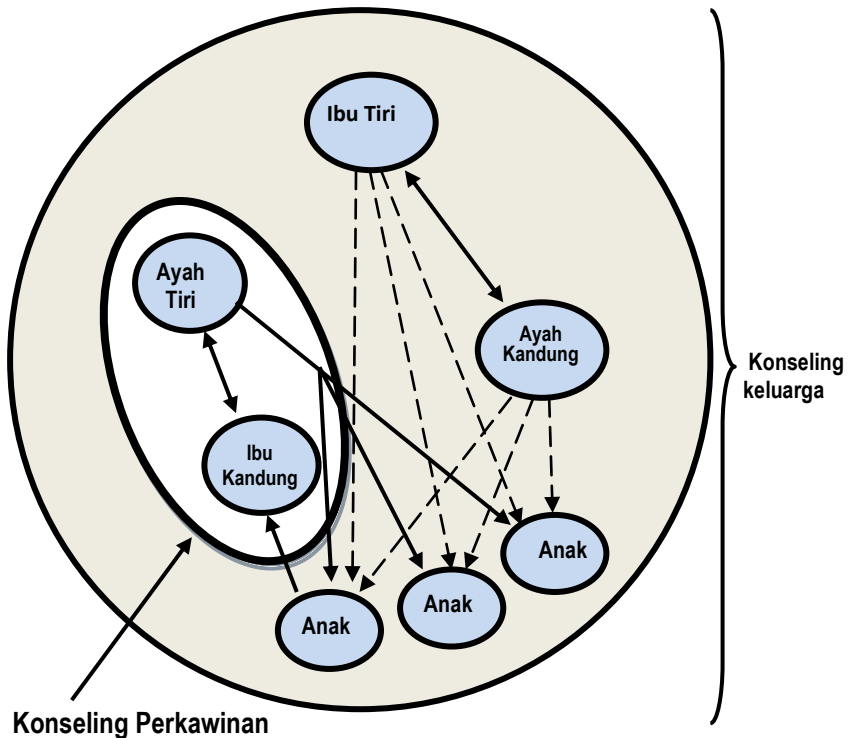 Ibu Tiri
Ayah
Tiri
Ayah
Kandung
Konseling
keluarga
Ibu
Kandung
Anak
Anak
Anak
Konseling Perkawinan